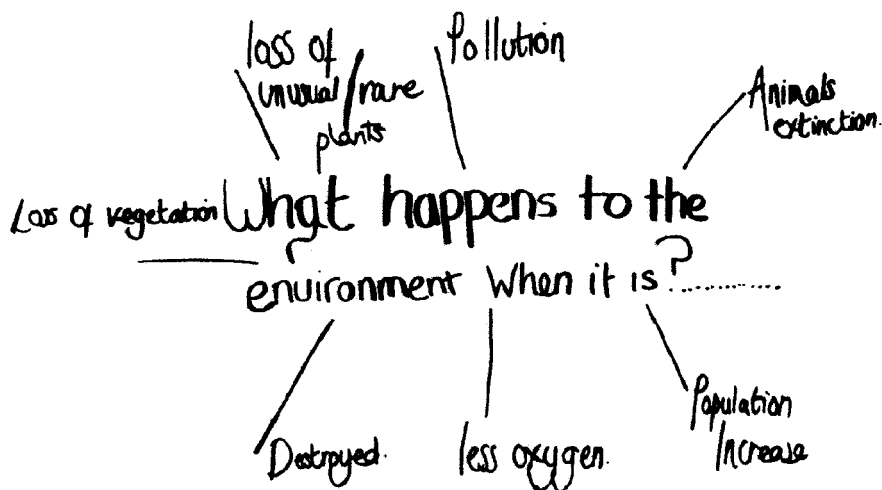 loss of
unusual/rare
plants
Pollution
Animals
extinction.
Loss of vegetation
What happens to the
environment When it is?............
Destroyed.
less oxygen.
Population
Increase